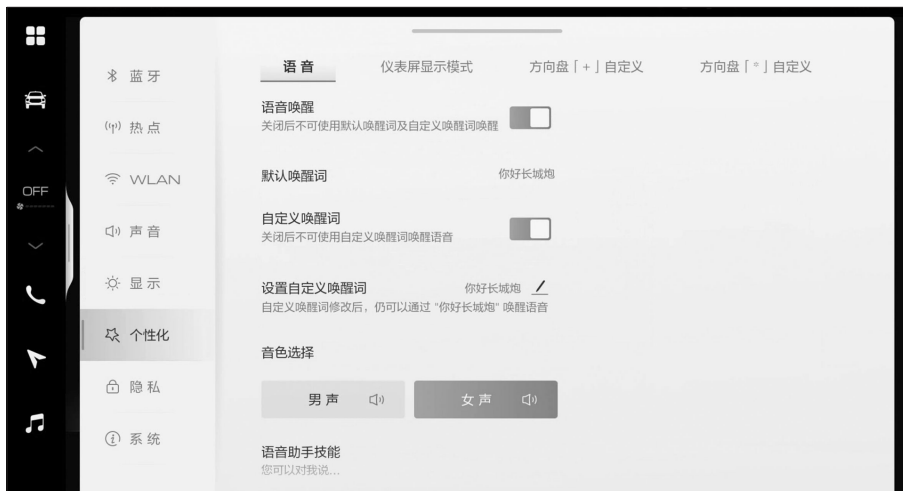 语音
仪表屏显示模式
方向盘「+」自定义
方向盘「*」自定义
蓝牙
热点
WLAN
声音
显示
个性化
隐私
系统
OFF
语音唤醒
关闭后不可使用默认唤醒词及自定义唤醒词唤醒
默认唤醒词
你好长城炮
自定义唤醒词
关闭后不可使用自定义唤醒词唤醒语音
设置自定义唤醒词
你好长城炮
自定义唤醒词修改后，仍可以通过 "你好长城炮" 唤醒语音
音色选择
男声
女声
语音助手技能
您可以对我说...